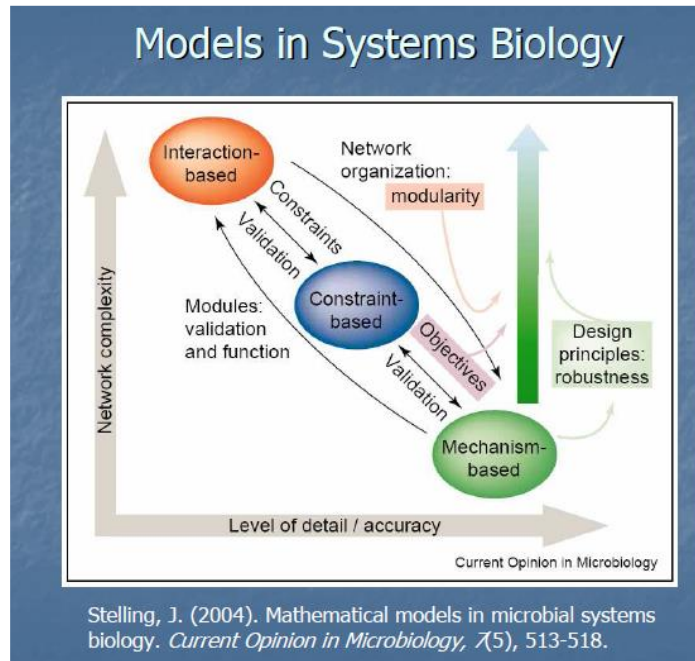 Models in Systems Biology
Interaction-
based
Network
organization:
modularity
Constraints
Validation
Network complexity
Constraint-
based
Modules:
validation
and function
Objectives
Validation
Design
principles:
robustness
Mechanism-
based
Level of detail / accuracy
Current Opinion in Microbiology
Stelling, J. (2004). Mathematical models in microbial systems
biology. Current Opinion in Microbiology, 7(5), 513-518.